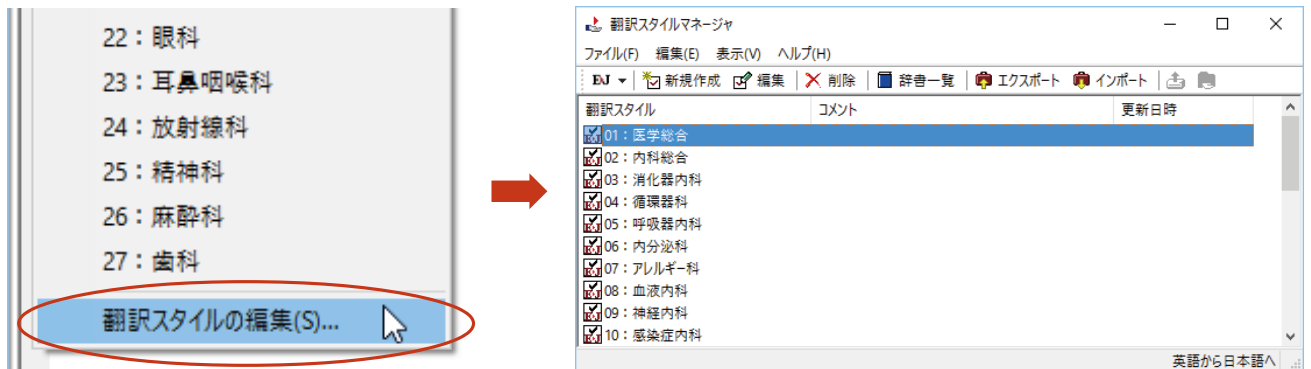 22：眼科
23：耳鼻咽喉科
24：放射線科
25：精神科
26：麻酔科
27：歯科
翻訳スタイルの編集(S)...
翻訳スタイルマネージャ
ファイル(F) 編集(E) 表示(V) ヘルプ(H)
EJ 新規作成 編集 削除 辞書一覧 エクスポート インポート
翻訳スタイル コメント 更新日時
01：医学総合
02：内科総合
03：消化器内科
04：循環器科
05：呼吸器内科
06：内分泌科
07：アレルギー科
08：血液内科
09：神経内科
10：感染症内科
英語から日本語へ